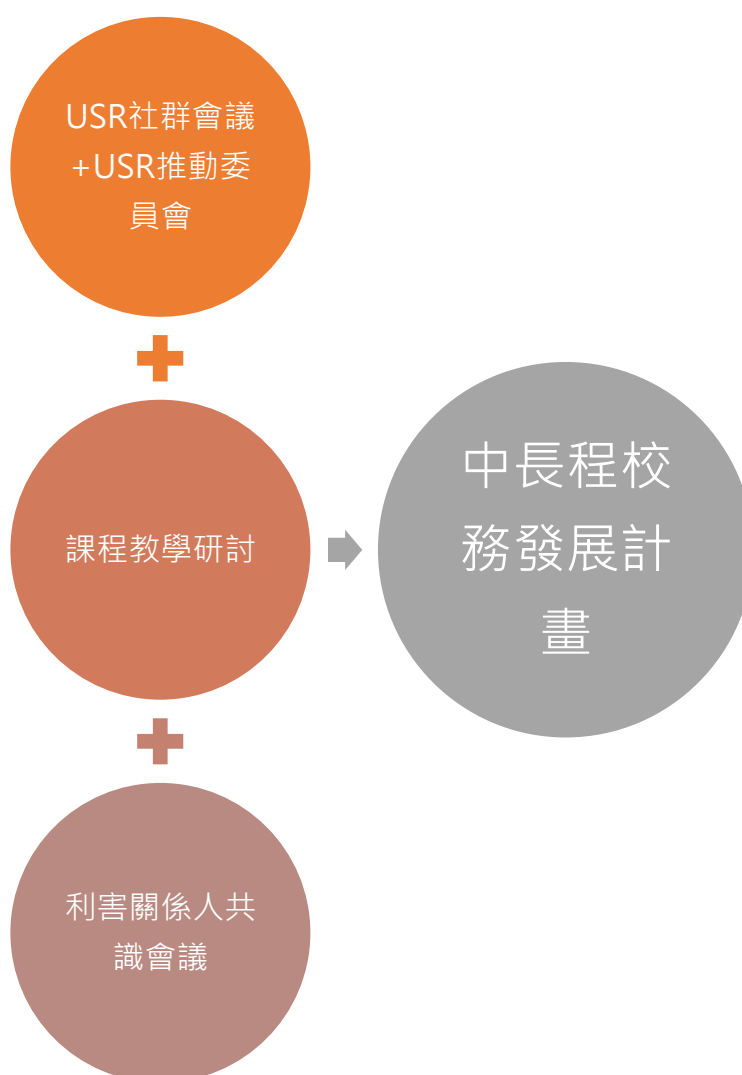 USR社群會議
+USR推動委
員會
課程教學研討
利害關係人共
識會議
中長程校
務發展計
畫